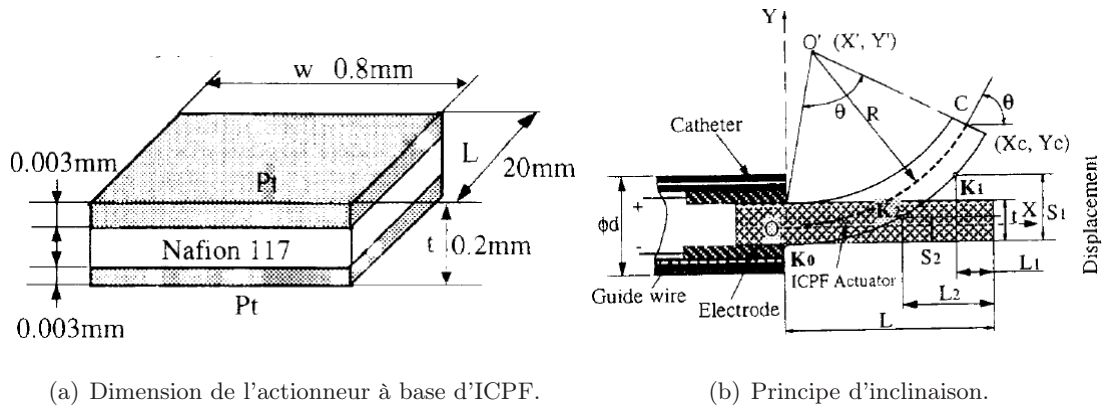 w 0.8mm
L
20mm
0.003mm
Pt
Nafion 117
t 0.2mm
Pt
0.003mm
(a) Dimension de l'actionneur à base d'ICPF.
Y
O' (X', Y')
θ
R
C
θ
(Xc, Yc)
Catheter
K1
X
t
S1
Displacement
φd
+
-
O
K0
S2
L1
ICPF Actuator
L2
Guide wire
Electrode
L
(b) Principe d'inclinaison.